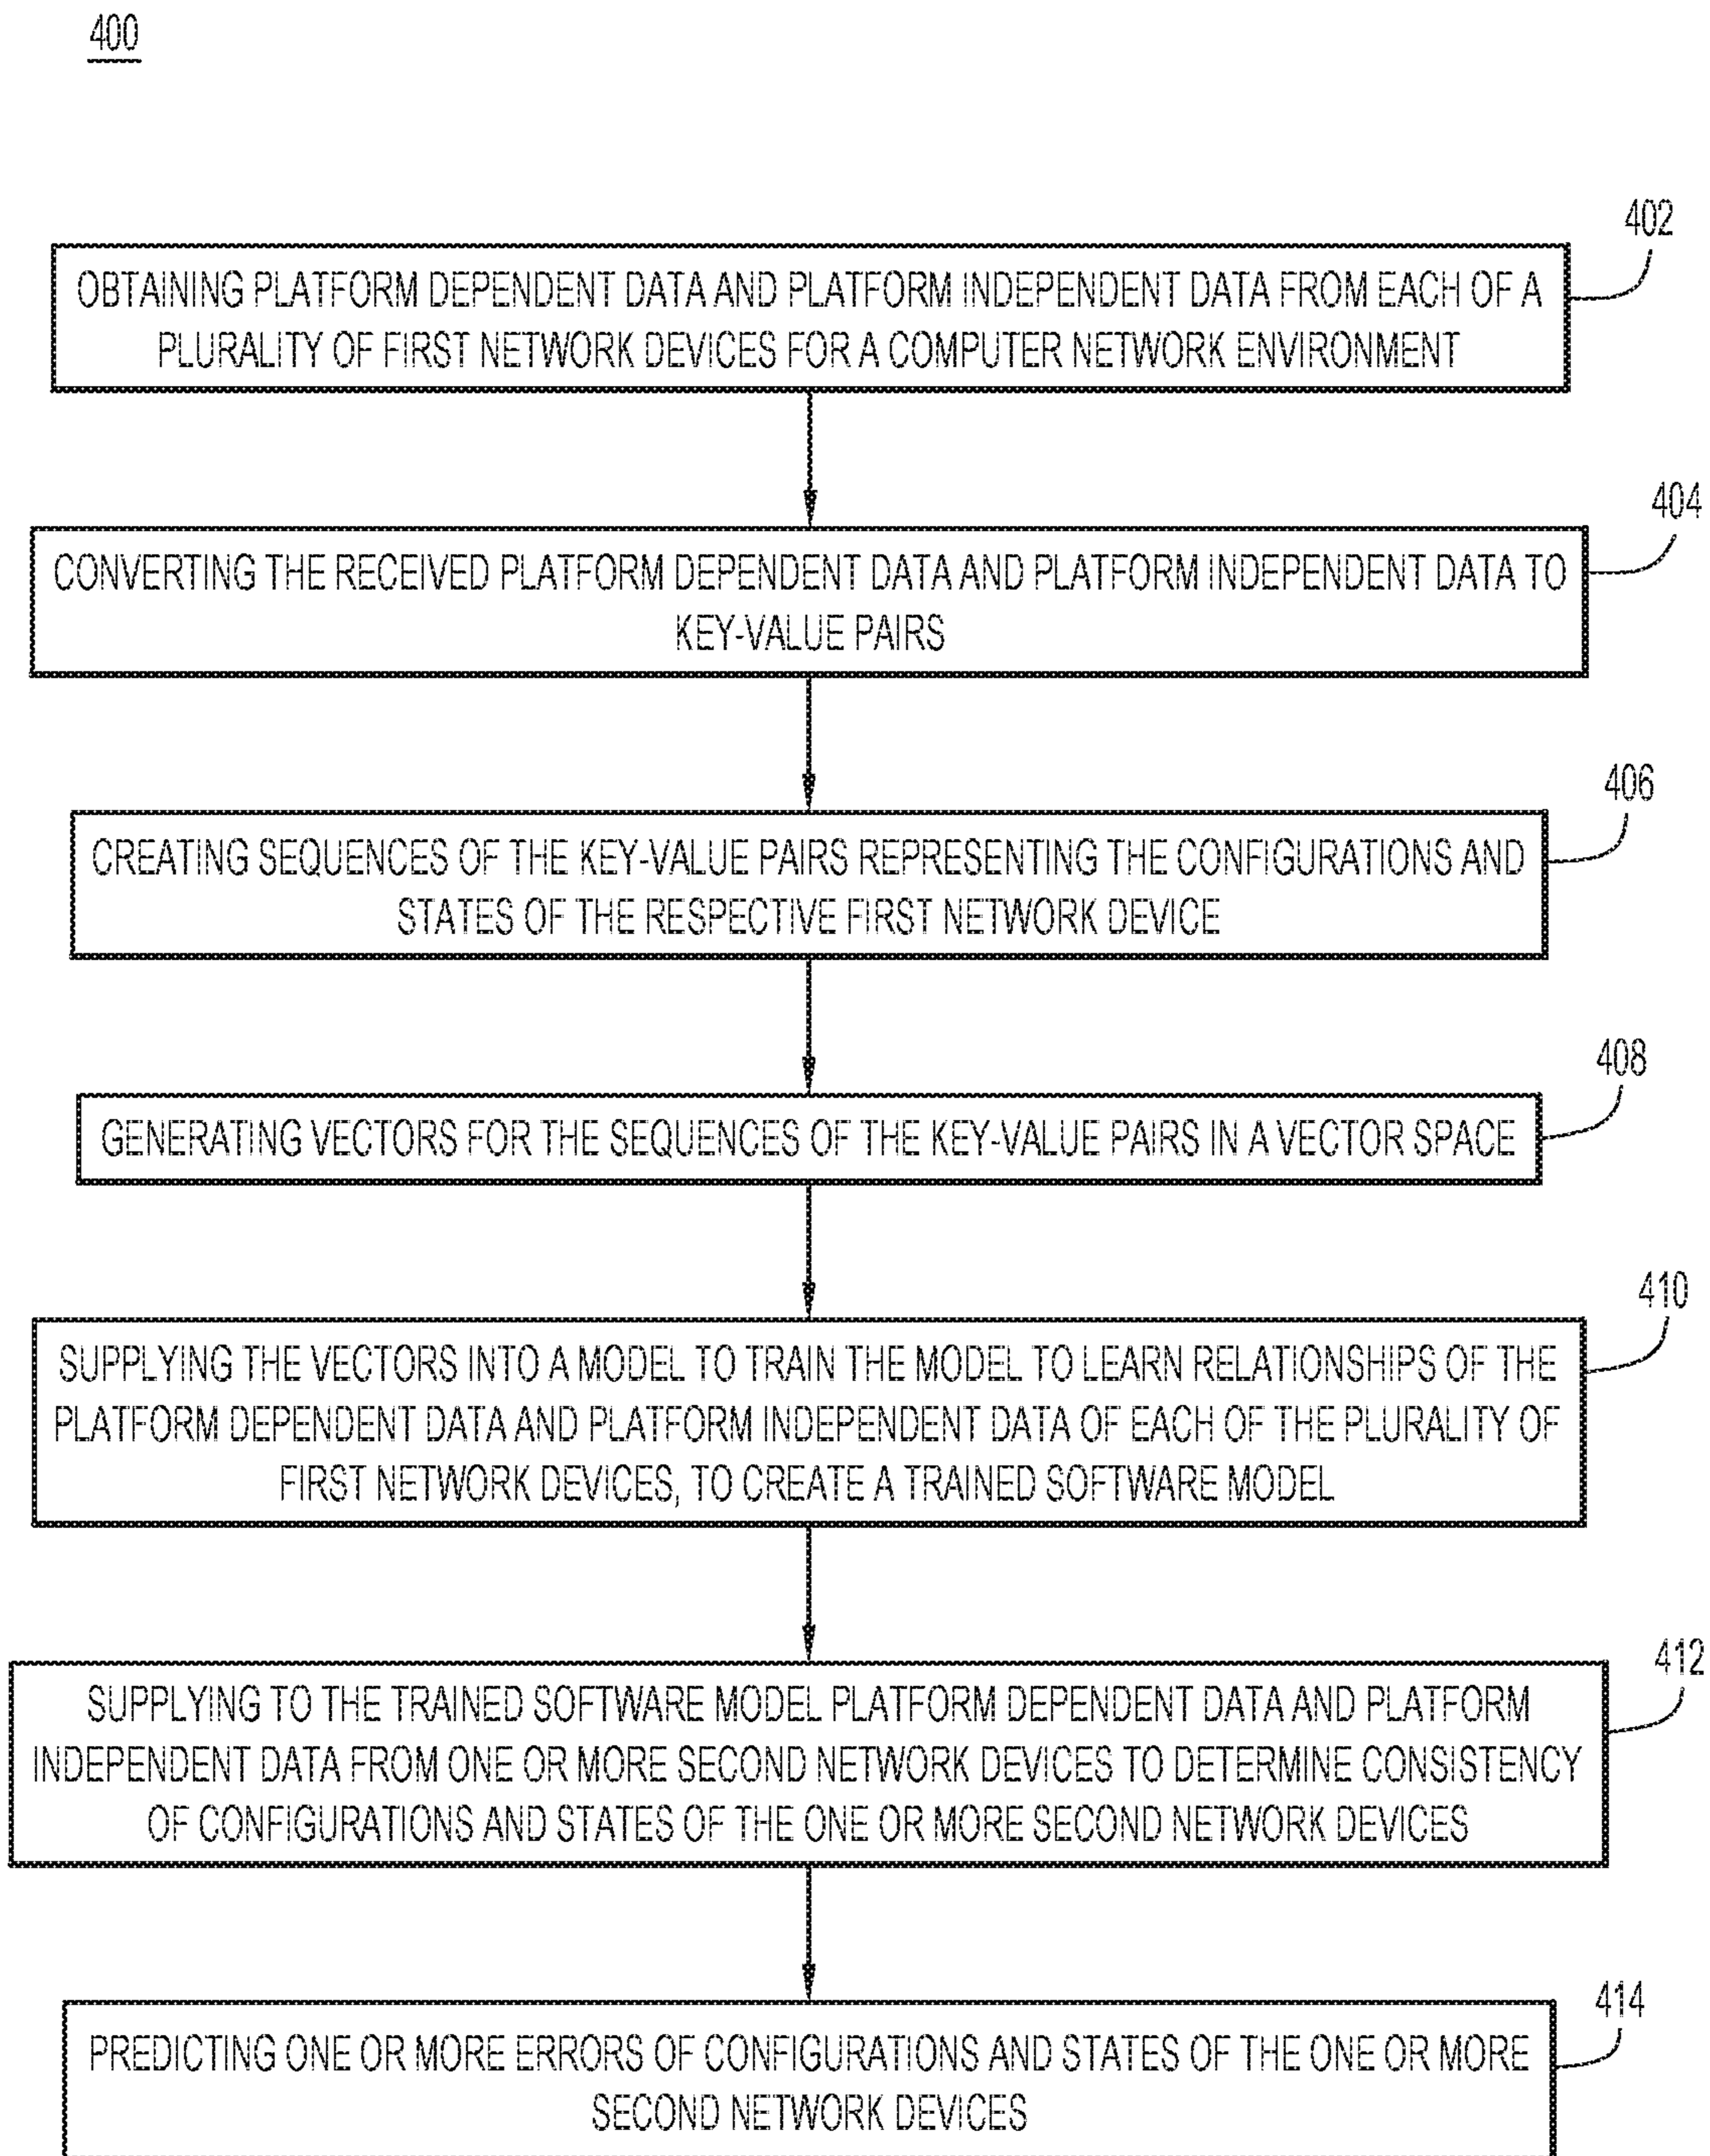 400
402
OBTAINING PLATFORM DEPENDENT DATA AND PLATFORM INDEPENDENT DATA FROM EACH OF A
PLURALITY OF FIRST NETWORK DEVICES FOR A COMPUTER NETWORK ENVIRONMENT
404
CONVERTING THE RECEIVED PLATFORM DEPENDENT DATA AND PLATFORM INDEPENDENT DATA TO
KEY-VALUE PAIRS
406
CREATING SEQUENCES OF THE KEY-VALUE PAIRS REPRESENTING THE CONFIGURATIONS AND
STATES OF THE RESPECTIVE FIRST NETWORK DEVICE
408
GENERATING VECTORS FOR THE SEQUENCES OF THE KEY-VALUE PAIRS IN A VECTOR SPACE
410
SUPPLYING THE VECTORS INTO A MODEL TO TRAIN THE MODEL TO LEARN RELATIONSHIPS OF THE
PLATFORM DEPENDENT DATA AND PLATFORM INDEPENDENT DATA OF EACH OF THE PLURALITY OF
FIRST NETWORK DEVICES, TO CREATE A TRAINED SOFTWARE MODEL
412
SUPPLYING TO THE TRAINED SOFTWARE MODEL PLATFORM DEPENDENT DATA AND PLATFORM
INDEPENDENT DATA FROM ONE OR MORE SECOND NETWORK DEVICES TO DETERMINE CONSISTENCY
OF CONFIGURATIONS AND STATES OF THE ONE OR MORE SECOND NETWORK DEVICES
414
PREDICTING ONE OR MORE ERRORS OF CONFIGURATIONS AND STATES OF THE ONE OR MORE
SECOND NETWORK DEVICES